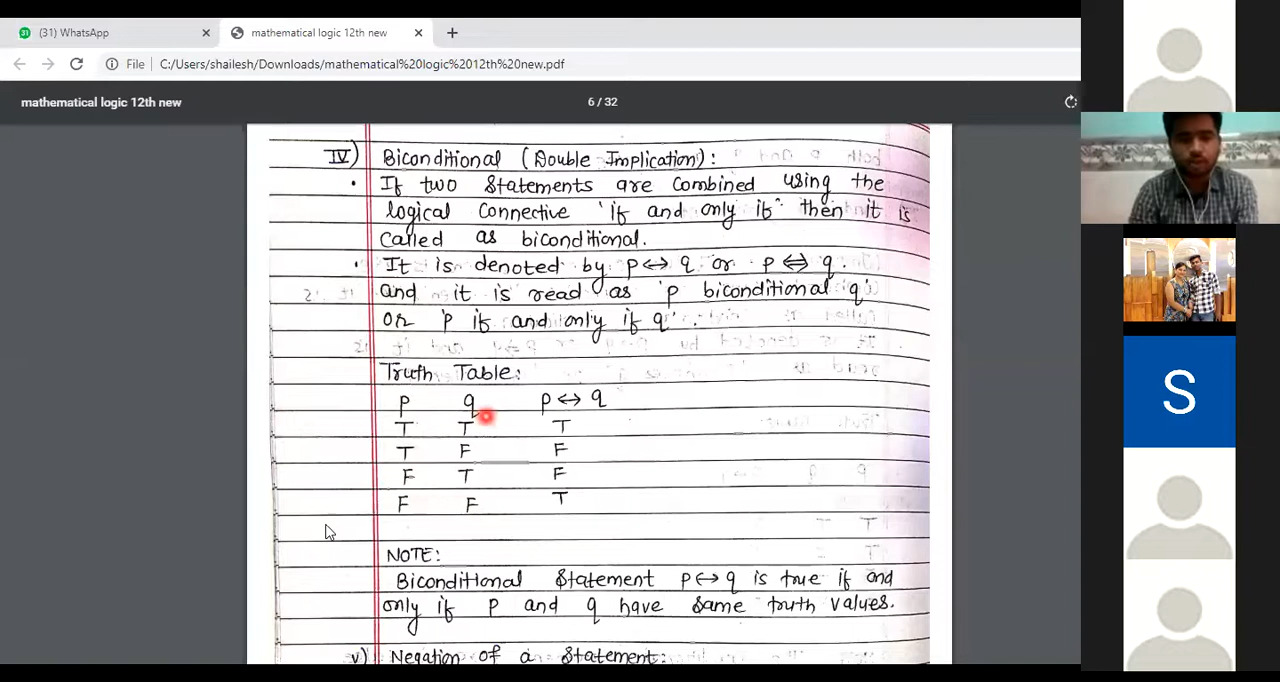 (31) WhatsApp
mathematical logic 12th new
File C:/Users/shailesh/Downloads/mathematical%20logic%2012th%20new.pdf
mathematical logic 12th new
6 / 32
IV) Biconditional (Double Implication):
• If two statements are combined using the
logical connective 'if and only if' then it is
called as biconditional.
• It is denoted by p ↔ q or p ⇔ q.
and it is read as 'p biconditional q'
or 'p if and only if q'.
Truth Table:
p q p ↔ q
T T T
T F F
F T F
F F T
NOTE:
Biconditional statement p ↔ q is true if and
only if p and q have same truth values.
v) Negation of a statement:
S